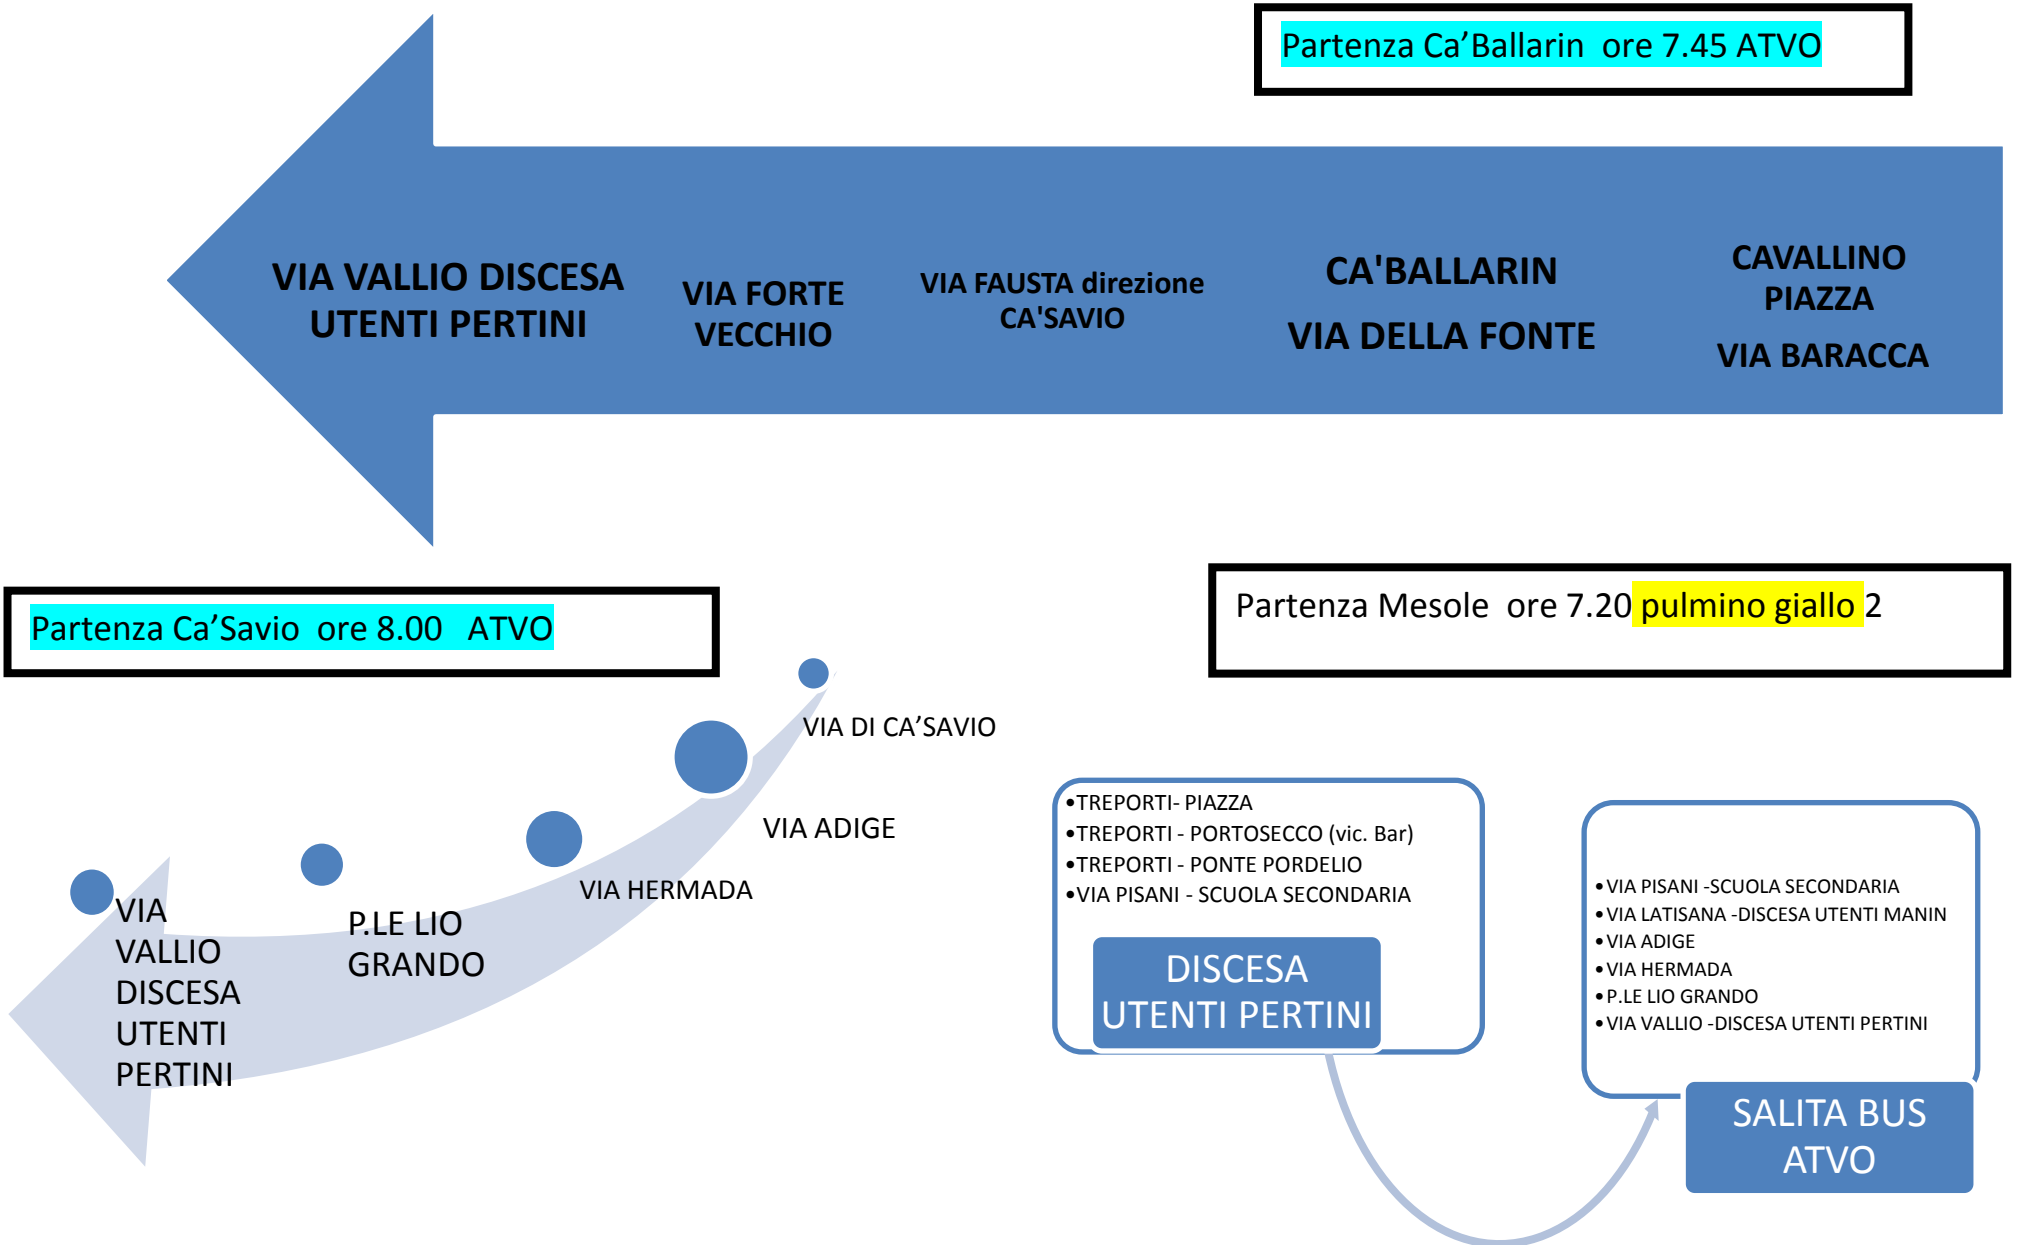 Partenza Ca’Ballarin  ore 7.45 ATVO
VIA VALLIO DISCESA
UTENTI PERTINI
VIA FORTE
VECCHIO
VIA FAUSTA direzione
CA'SAVIO
CA'BALLARIN
VIA DELLA FONTE
CAVALLINO
PIAZZA
VIA BARACCA
Partenza Ca’Savio  ore 8.00   ATVO
VIA DI CA’SAVIO
VIA ADIGE
VIA HERMADA
P.LE LIO
GRANDO
VIA
VALLIO
DISCESA
UTENTI
PERTINI
Partenza Mesole  ore 7.20 pulmino giallo 2
•TREPORTI- PIAZZA
•TREPORTI - PORTOSECCO (vic. Bar)
•TREPORTI - PONTE PORDELIO
•VIA PISANI - SCUOLA SECONDARIA
DISCESA
UTENTI PERTINI
•VIA PISANI -SCUOLA SECONDARIA
•VIA LATISANA -DISCESA UTENTI MANIN
•VIA ADIGE
•VIA HERMADA
•P.LE LIO GRANDO
•VIA VALLIO -DISCESA UTENTI PERTINI
SALITA BUS
ATVO